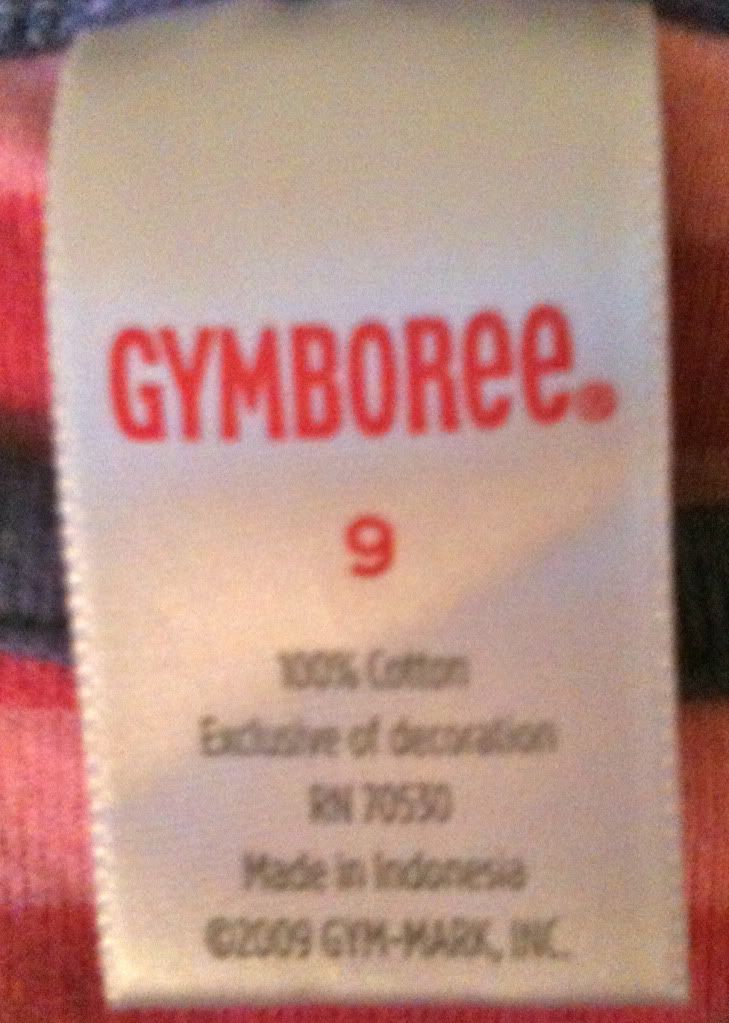 GYMBOREE®
9
100% Cotton
Exclusive of decoration
RN 70530
Made in Indonesia
©2009 GYM-MARK, INC.